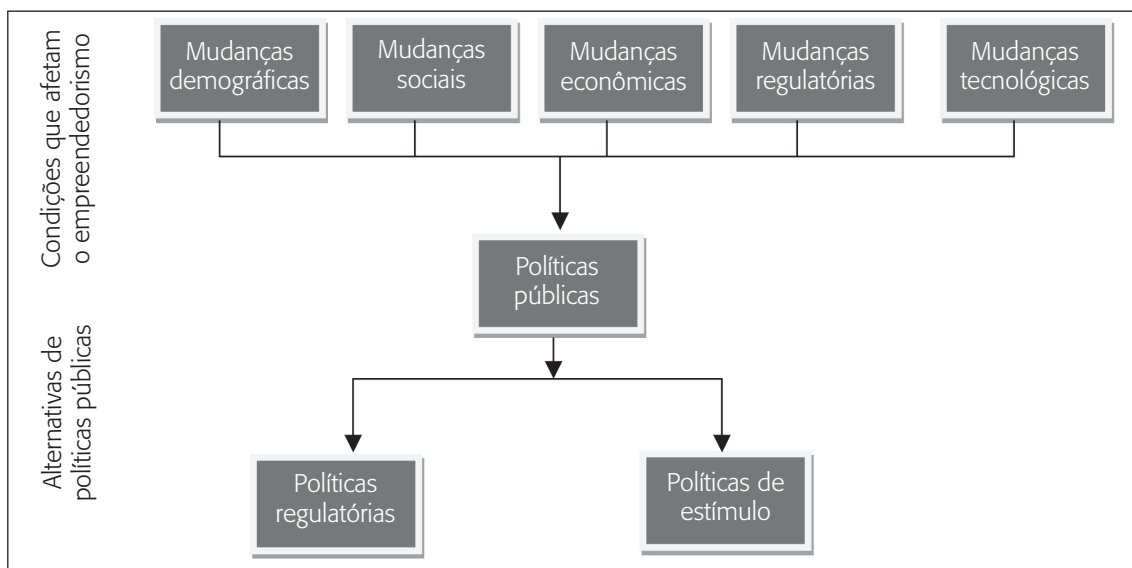 Condições que afetam
o empreendedorismo
Mudanças
demográficas
Mudanças
sociais
Mudanças
econômicas
Mudanças
regulatórias
Mudanças
tecnológicas
Políticas
públicas
Alternativas de
políticas públicas
Políticas
regulatórias
Políticas de
estímulo